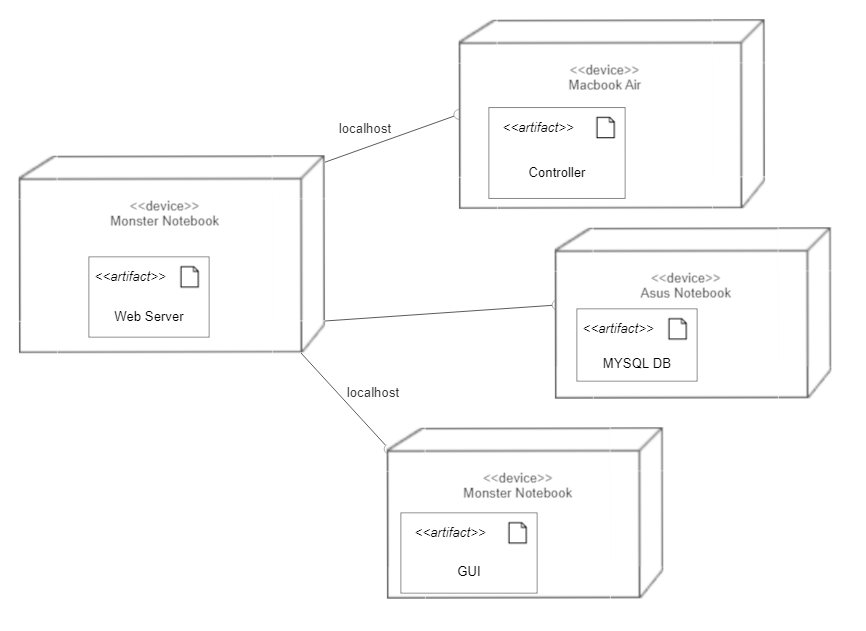 <<device>>
Macbook Air
<<artifact>>
Controller
localhost
<<device>>
Monster Notebook
<<artifact>>
Web Server
<<device>>
Asus Notebook
<<artifact>>
MYSQL DB
localhost
<<device>>
Monster Notebook
<<artifact>>
GUI